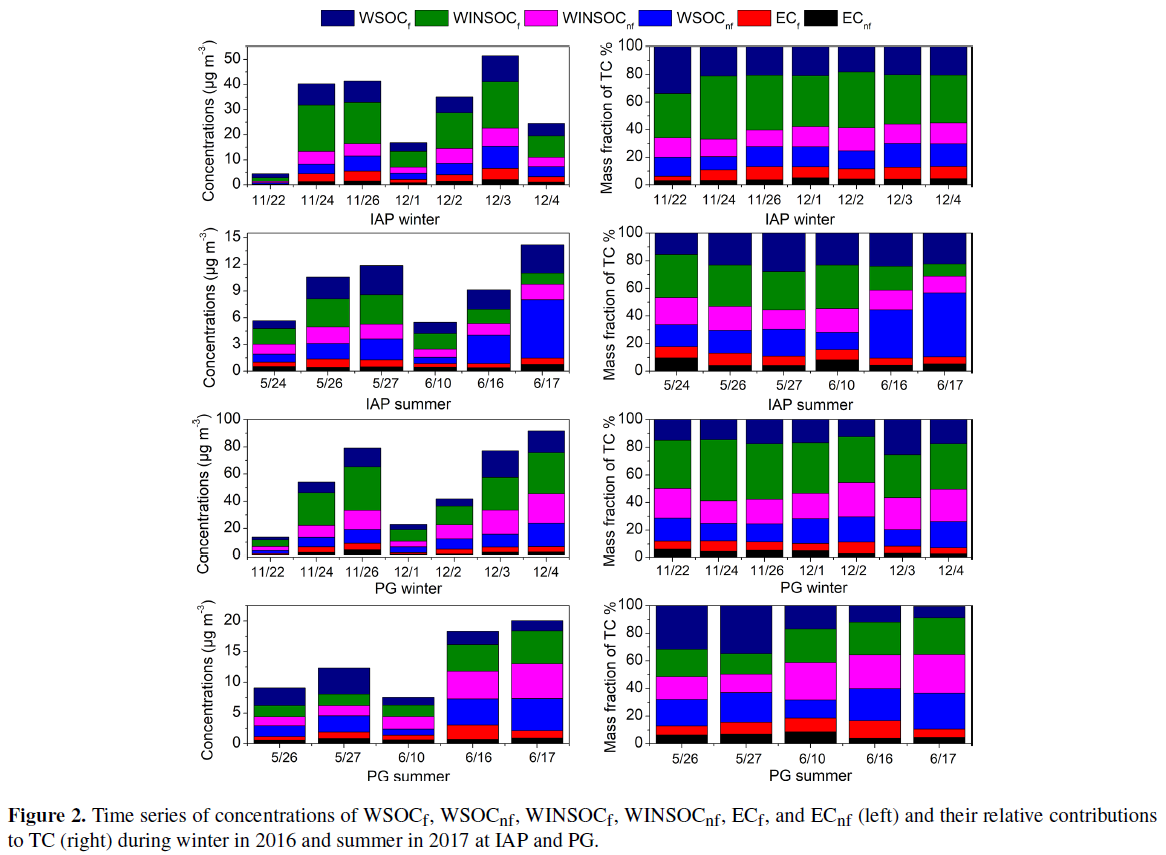 WSOCf WINSOCf WINSOCnf WSOCnf ECf ECnf
Concentrations (μg m⁻³)
50
40
30
20
10
0
11/22 11/24 11/26 12/1 12/2 12/3 12/4
IAP winter
Mass fraction of TC %
100
80
60
40
20
0
11/22 11/24 11/26 12/1 12/2 12/3 12/4
IAP winter
Concentrations (μg m⁻³)
15
12
9
6
3
0
5/24 5/26 5/27 6/10 6/16 6/17
IAP summer
Mass fraction of TC %
100
80
60
40
20
0
5/24 5/26 5/27 6/10 6/16 6/17
IAP summer
Concentrations (μg m⁻³)
100
80
60
40
20
0
11/22 11/24 11/26 12/1 12/2 12/3 12/4
PG winter
Mass fraction of TC %
100
80
60
40
20
0
11/22 11/24 11/26 12/1 12/2 12/3 12/4
PG winter
Concentrations (μg m⁻³)
20
15
10
5
0
5/26 5/27 6/10 6/16 6/17
PG summer
Mass fraction of TC %
100
80
60
40
20
0
5/26 5/27 6/10 6/16 6/17
PG summer
Figure 2. Time series of concentrations of WSOCf, WSOCnf, WINSOCf, WINSOCnf, ECf, and ECnf (left) and their relative contributions
to TC (right) during winter in 2016 and summer in 2017 at IAP and PG.